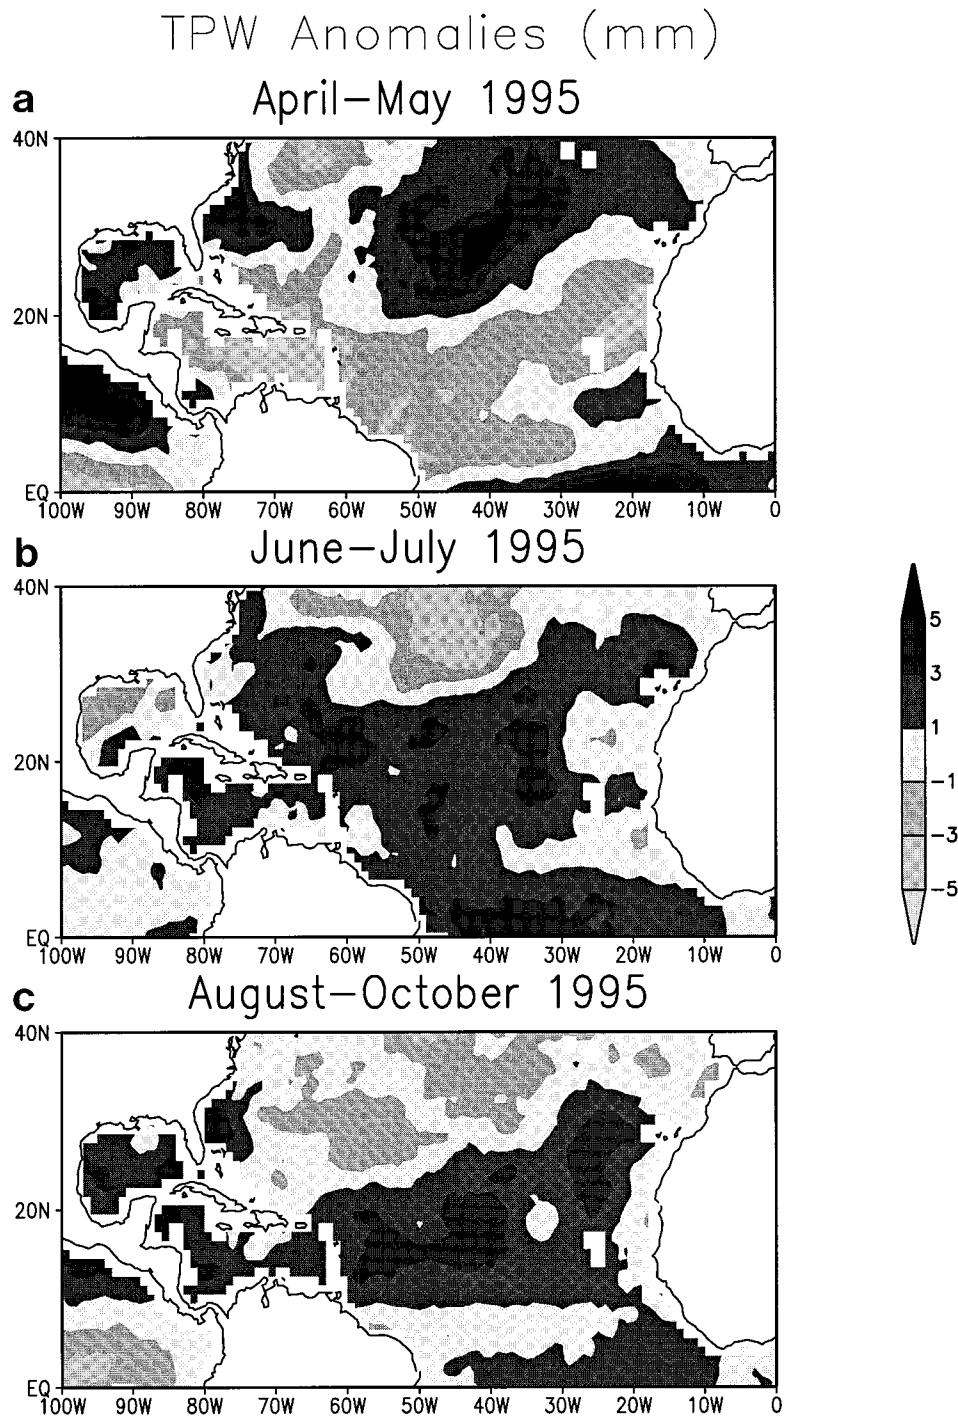 TPW Anomalies (mm)
a
April–May 1995
40N
20N
EQ
100W 90W 80W 70W 60W 50W 40W 30W 20W 10W 0
b
June–July 1995
40N
20N
EQ
100W 90W 80W 70W 60W 50W 40W 30W 20W 10W 0
5
3
1
−1
−3
−5
c
August–October 1995
40N
20N
EQ
100W 90W 80W 70W 60W 50W 40W 30W 20W 10W 0